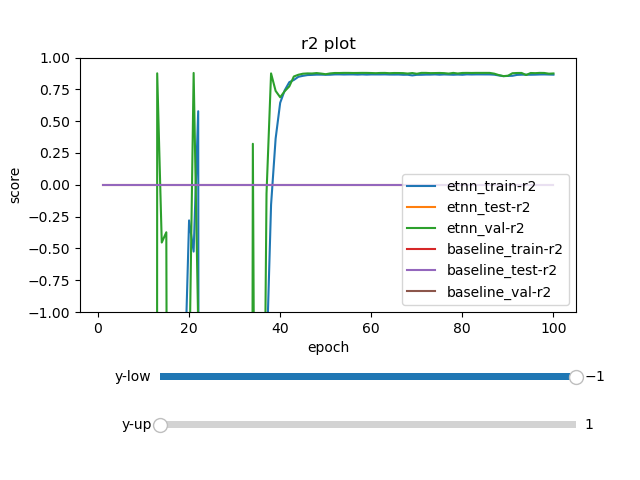 r2 plot
1.00
0.75
0.50
0.25
0.00
−0.25
−0.50
−0.75
−1.00
score
0 20 40 60 80 100
epoch
etnn_train-r2
etnn_test-r2
etnn_val-r2
baseline_train-r2
baseline_test-r2
baseline_val-r2
y-low −1
y-up 1